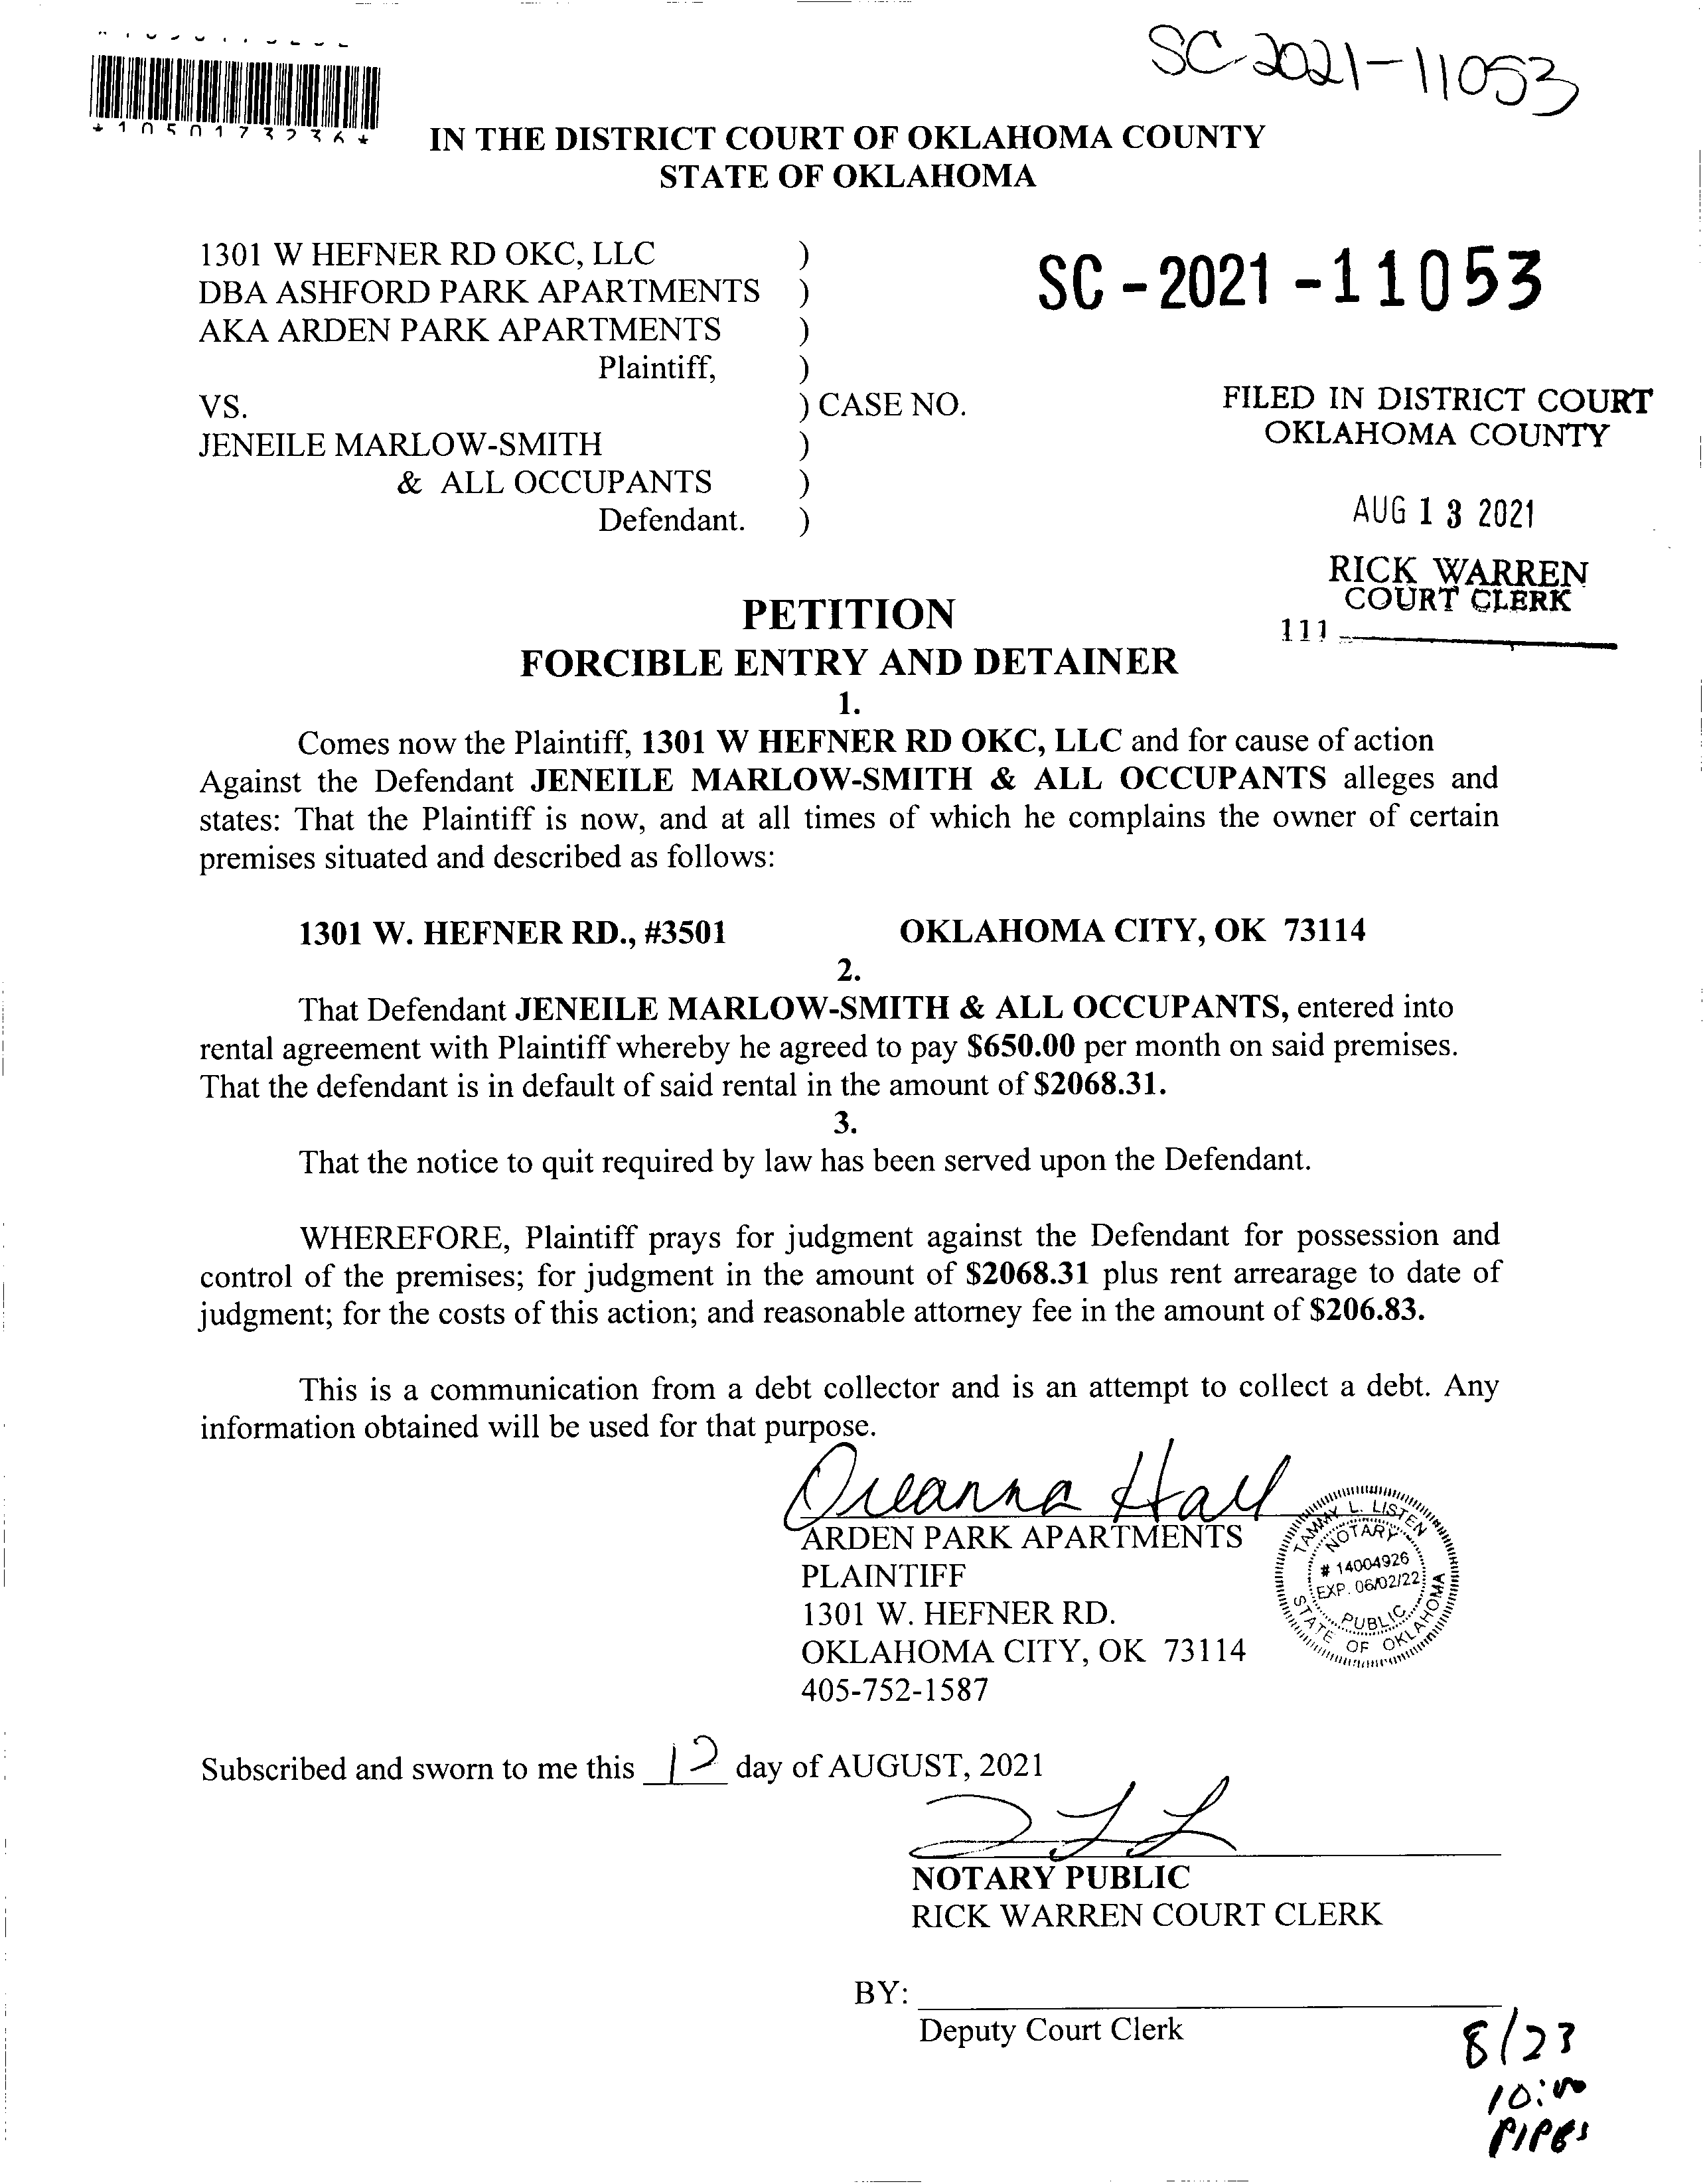 SC-2021-11053
*1050173236*
IN THE DISTRICT COURT OF OKLAHOMA COUNTY
STATE OF OKLAHOMA
1301 W HEFNER RD OKC, LLC )
DBA ASHFORD PARK APARTMENTS )
AKA ARDEN PARK APARTMENTS )
Plaintiff, )
SC-2021-11053
VS. ) CASE NO.
JENEILE MARLOW-SMITH )
& ALL OCCUPANTS )
Defendant. )
FILED IN DISTRICT COURT
OKLAHOMA COUNTY
AUG 13 2021
RICK WARREN
COURT CLERK
111
PETITION
FORCIBLE ENTRY AND DETAINER
1.
Comes now the Plaintiff, 1301 W HEFNER RD OKC, LLC and for cause of action
Against the Defendant JENEILE MARLOW-SMITH & ALL OCCUPANTS alleges and
states: That the Plaintiff is now, and at all times of which he complains the owner of certain
premises situated and described as follows:
1301 W. HEFNER RD., #3501 OKLAHOMA CITY, OK 73114
2.
That Defendant JENEILE MARLOW-SMITH & ALL OCCUPANTS, entered into
rental agreement with Plaintiff whereby he agreed to pay $650.00 per month on said premises.
That the defendant is in default of said rental in the amount of $2068.31.
3.
That the notice to quit required by law has been served upon the Defendant.
WHEREFORE, Plaintiff prays for judgment against the Defendant for possession and
control of the premises; for judgment in the amount of $2068.31 plus rent arrearage to date of
judgment; for the costs of this action; and reasonable attorney fee in the amount of $206.83.
This is a communication from a debt collector and is an attempt to collect a debt. Any
information obtained will be used for that purpose.
Oreanna Hall
ARDEN PARK APARTMENTS
PLAINTIFF
1301 W. HEFNER RD.
OKLAHOMA CITY, OK 73114
405-752-1587
TAMMY L. LISTEN
NOTARY
# 14004926
EXP. 06/02/22
PUBLIC
STATE OF OKLAHOMA
Subscribed and sworn to me this 12 day of AUGUST, 2021
NOTARY PUBLIC
RICK WARREN COURT CLERK
BY:
Deputy Court Clerk
8/23
10:00
PIPES